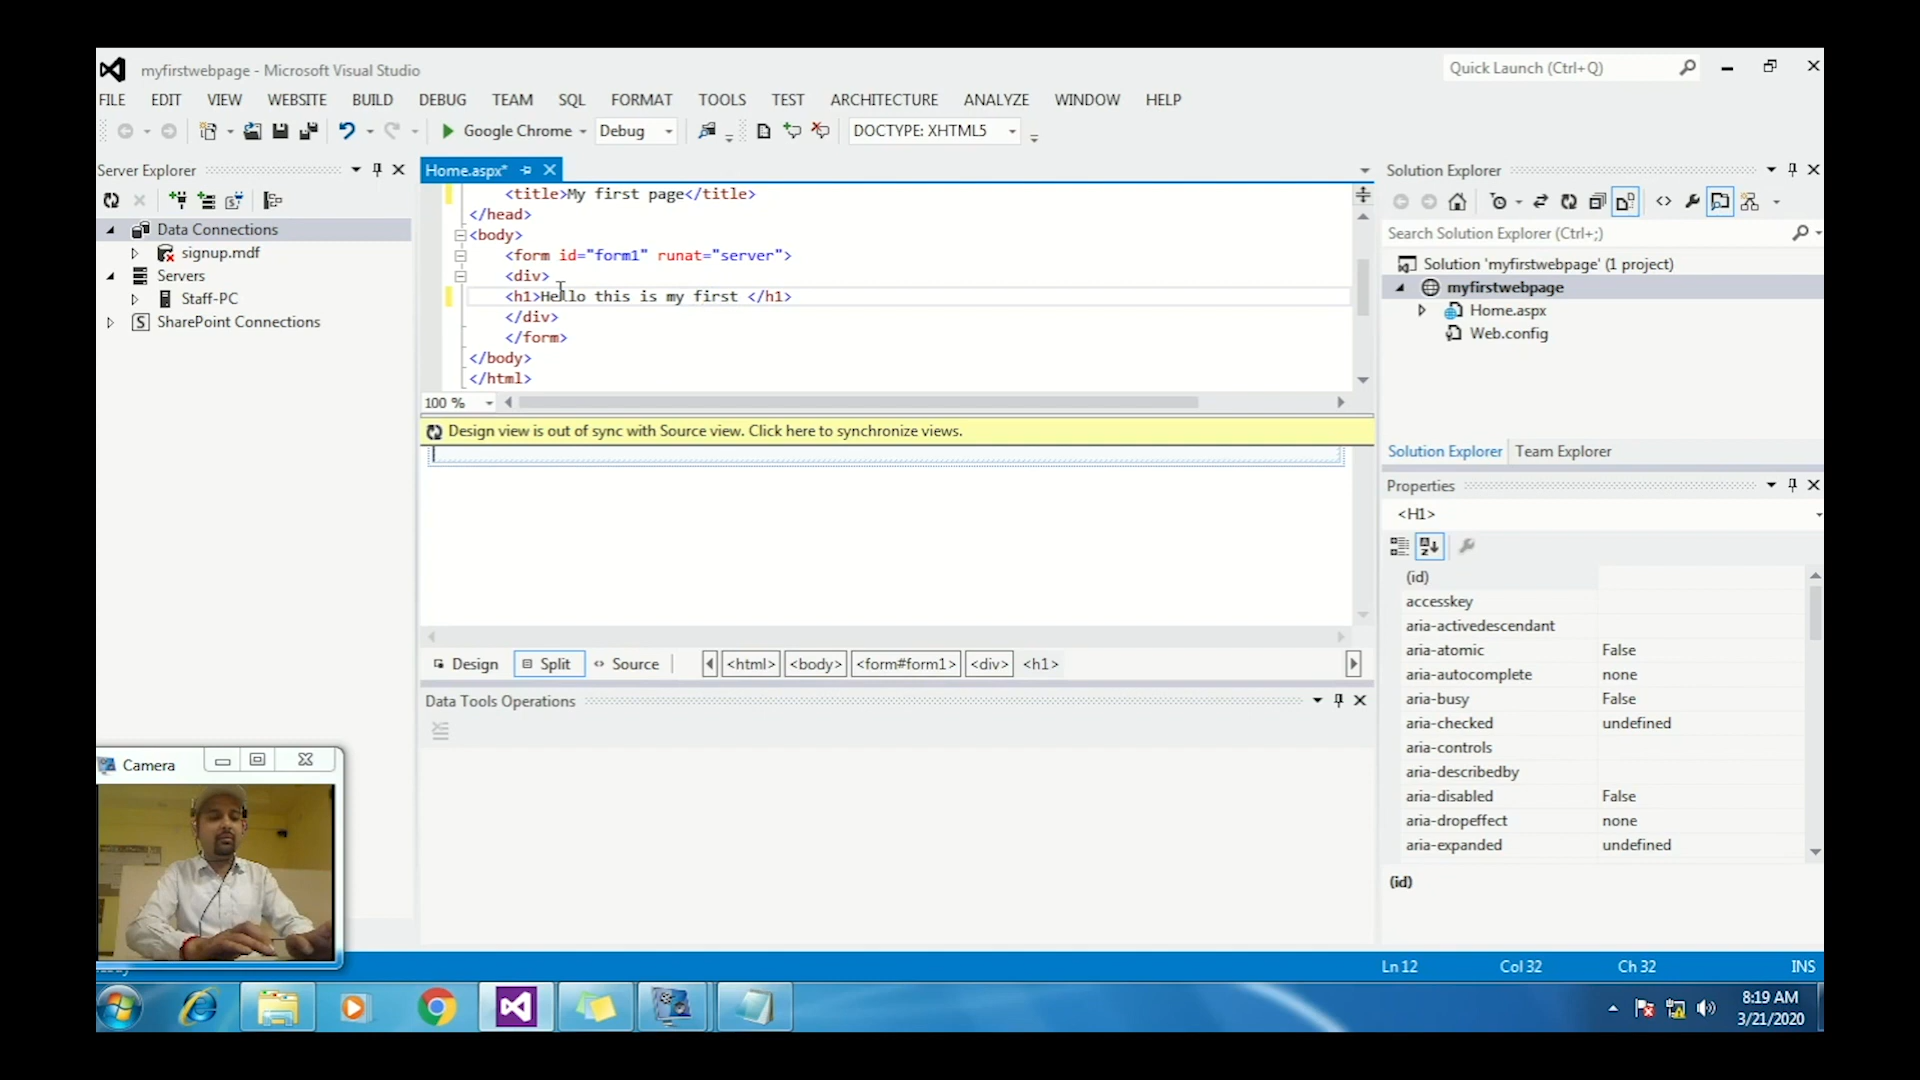 myfirstwebpage - Microsoft Visual Studio
Quick Launch (Ctrl+Q)
FILE EDIT VIEW WEBSITE BUILD DEBUG TEAM SQL FORMAT TOOLS TEST ARCHITECTURE ANALYZE WINDOW HELP
Google Chrome Debug DOCTYPE: XHTML5
Server Explorer
Data Connections
signup.mdf
Servers
Staff-PC
SharePoint Connections
Home.aspx*
<title>My first page</title>
</head>
<body>
<form id="form1" runat="server">
<div>
<h1>Hello this is my first </h1>
</div>
</form>
</body>
</html>
100 %
Design view is out of sync with Source view. Click here to synchronize views.
Design Split Source <html> <body> <form#form1> <div> <h1>
Data Tools Operations
Solution Explorer
Search Solution Explorer (Ctrl+;)
Solution 'myfirstwebpage' (1 project)
myfirstwebpage
Home.aspx
Web.config
Solution Explorer Team Explorer
Properties
<H1>
(id)
accesskey
aria-activedescendant
aria-atomic False
aria-autocomplete none
aria-busy False
aria-checked undefined
aria-controls
aria-describedby
aria-disabled False
aria-dropeffect none
aria-expanded undefined
(id)
Camera
Ln 12 Col 32 Ch 32 INS
8:19 AM
3/21/2020